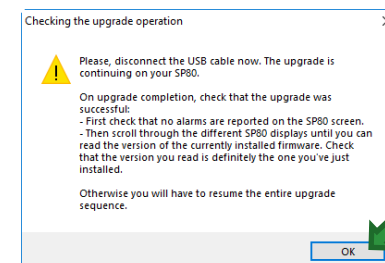 Checking the upgrade operation
Please, disconnect the USB cable now. The upgrade is
continuing on your SP80.
On upgrade completion, check that the upgrade was
successful:
- First check that no alarms are reported on the SP80 screen.
- Then scroll through the different SP80 displays until you can
read the version of the currently installed firmware. Check
that the version you read is definitely the one you've just
installed.
Otherwise you will have to resume the entire upgrade
sequence.
OK